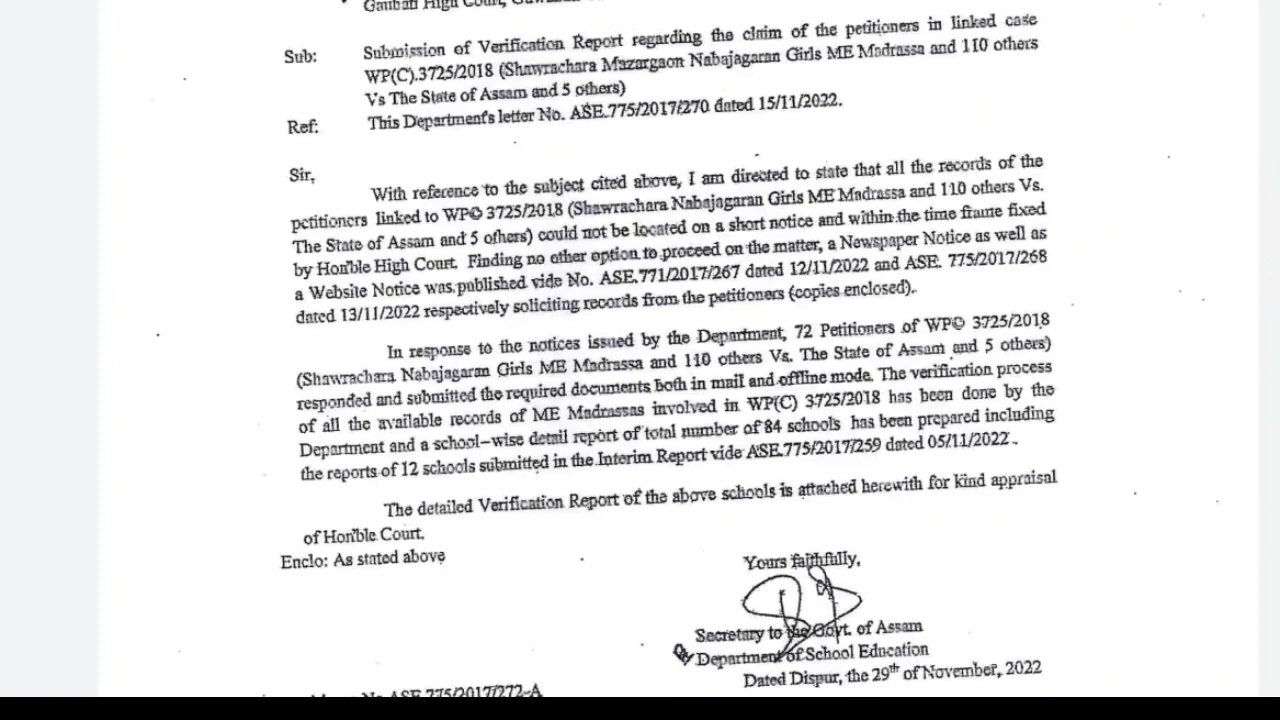 Gauhati High Court,
Sub: Submission of Verification Report regarding the claim of the petitioners in linked case
WP(C).3725/2018 (Shawrachara Mazargaon Nabajagaran Girls ME Madrassa and 110 others
Vs The State of Assam and 5 others)
Ref: This Department's letter No. ASE.775/2017/270 dated 15/11/2022.
Sir,
With reference to the subject cited above, I am directed to state that all the records of the
petitioners linked to WP© 3725/2018 (Shawrachara Nabajagaran Girls ME Madrassa and 110 others Vs.
The State of Assam and 5 others) could not be located on a short notice and within the time frame fixed
by Hon'ble High Court. Finding no other option to proceed on the matter, a Newspaper Notice as well as
a Website Notice was published vide No. ASE.771/2017/267 dated 12/11/2022 and ASE. 775/2017/268
dated 13/11/2022 respectively soliciting records from the petitioners (copies enclosed).
In response to the notices issued by the Department, 72 Petitioners of WP© 3725/2018
(Shawrachara Nabajagaran Girls ME Madrassa and 110 others Vs. The State of Assam and 5 others)
responded and submitted the required documents both in mail and offline mode. The verification process
of all the available records of ME Madrassas involved in WP(C) 3725/2018 has been done by the
Department and a school-wise detail report of total number of 84 schools has been prepared including
the reports of 12 schools submitted in the Interim Report vide ASE.775/2017/259 dated 05/11/2022.
The detailed Verification Report of the above schools is attached herewith for kind appraisal
of Hon'ble Court.
Enclo: As stated above
Yours faithfully,
Secretary to the Govt. of Assam
Department of School Education
Dated Dispur, the 29th of November, 2022
No ASE.775/2017/272-A